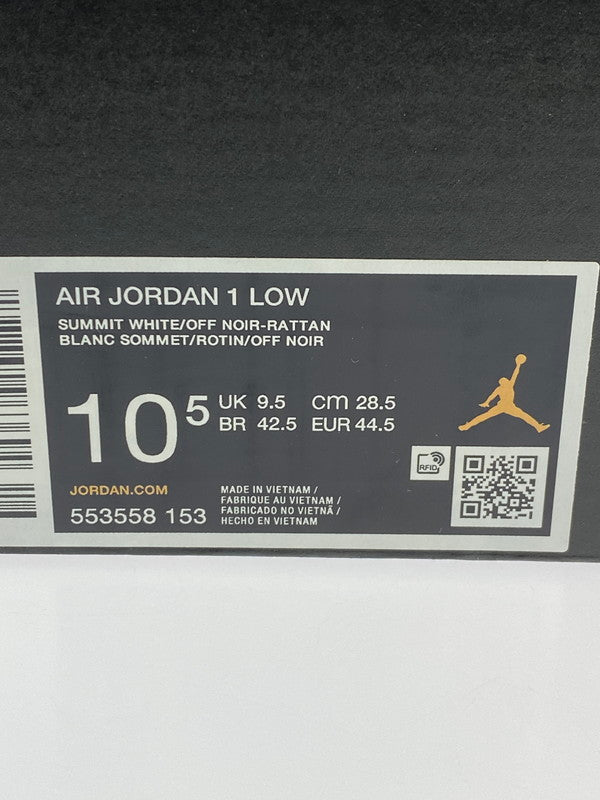 AIR JORDAN 1 LOW
SUMMIT WHITE/OFF NOIR-RATTAN
BLANC SOMMET/ROTIN/OFF NOIR
10 5
UK 9.5 cm 28.5
BR 42.5 EUR 44.5
RFID
JORDAN.COM
553558 153
MADE IN VIETNAM /
FABRIQUE AU VIETNAM /
FABRICADO NO VIETNÃ /
HECHO EN VIETNAM